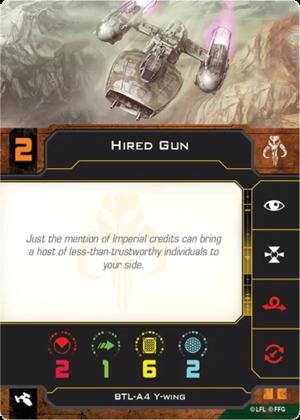 2
HIRED GUN
Just the mention of Imperial credits can bring
a host of less-than-trustworthy individuals to
your side.
2 1 6 2
BTL-A4 Y-WING
©LFL ©FFG